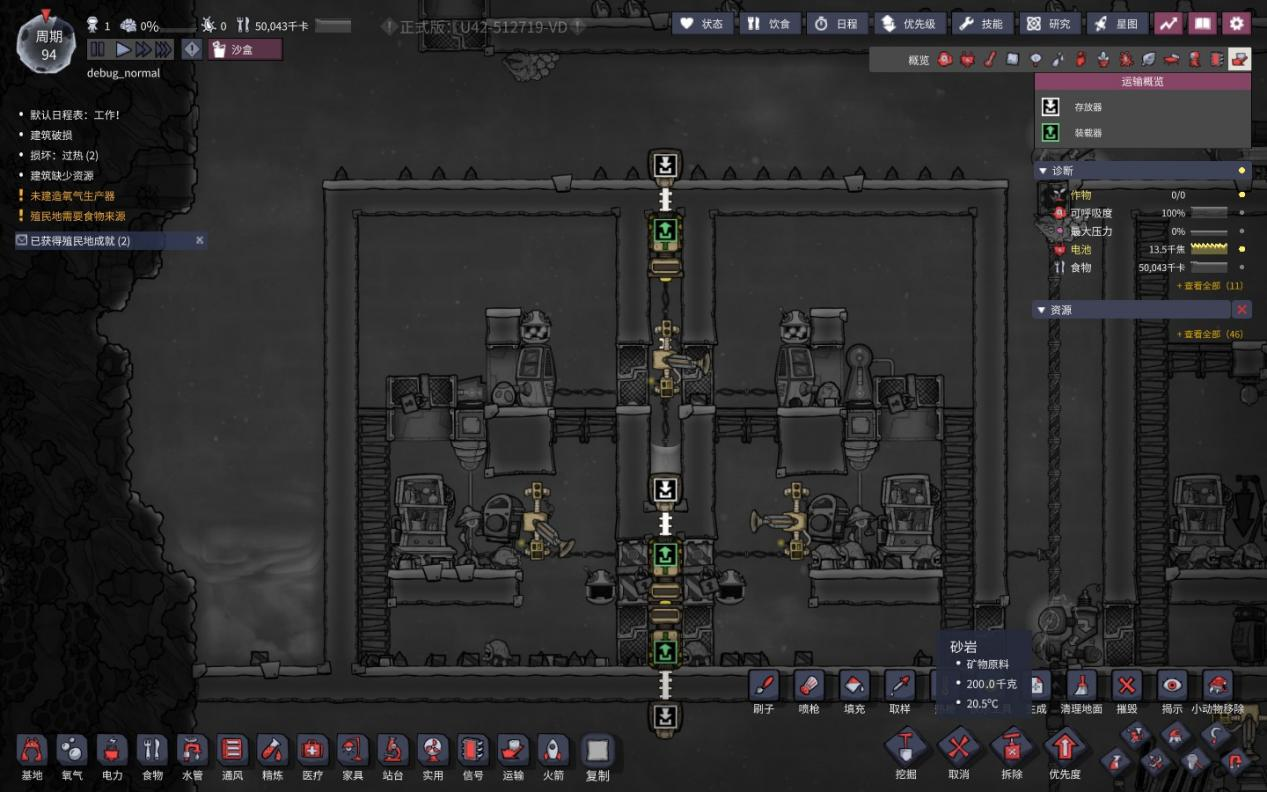 周期
94
1
0%
0
50,043千卡
沙盒
debug_normal
正式版: U42-512719-VD
状态
饮食
日程
优先级
技能
研究
星图
概览
运输概览
存放器
装载器
默认日程表: 工作!
建筑破损
损坏: 过热 (2)
建筑缺少资源
未建造氧气生产器
殖民地需要食物来源
已获得殖民地成就 (2)
诊断
作物 0/0
可呼吸度 100%
最大压力 0%
电池 13.5千焦
食物 50,043千卡
+ 查看全部 (11)
资源
+ 查看全部 (46)
砂岩
矿物原料
200.0千克
20.5°C
刷子
喷枪
填充
取样
清理地面
摧毁
揭示
小动物移除
基地
氧气
电力
食物
水管
通风
精炼
医疗
家具
站台
实用
信号
运输
火箭
复制
挖掘
取消
拆除
优先度